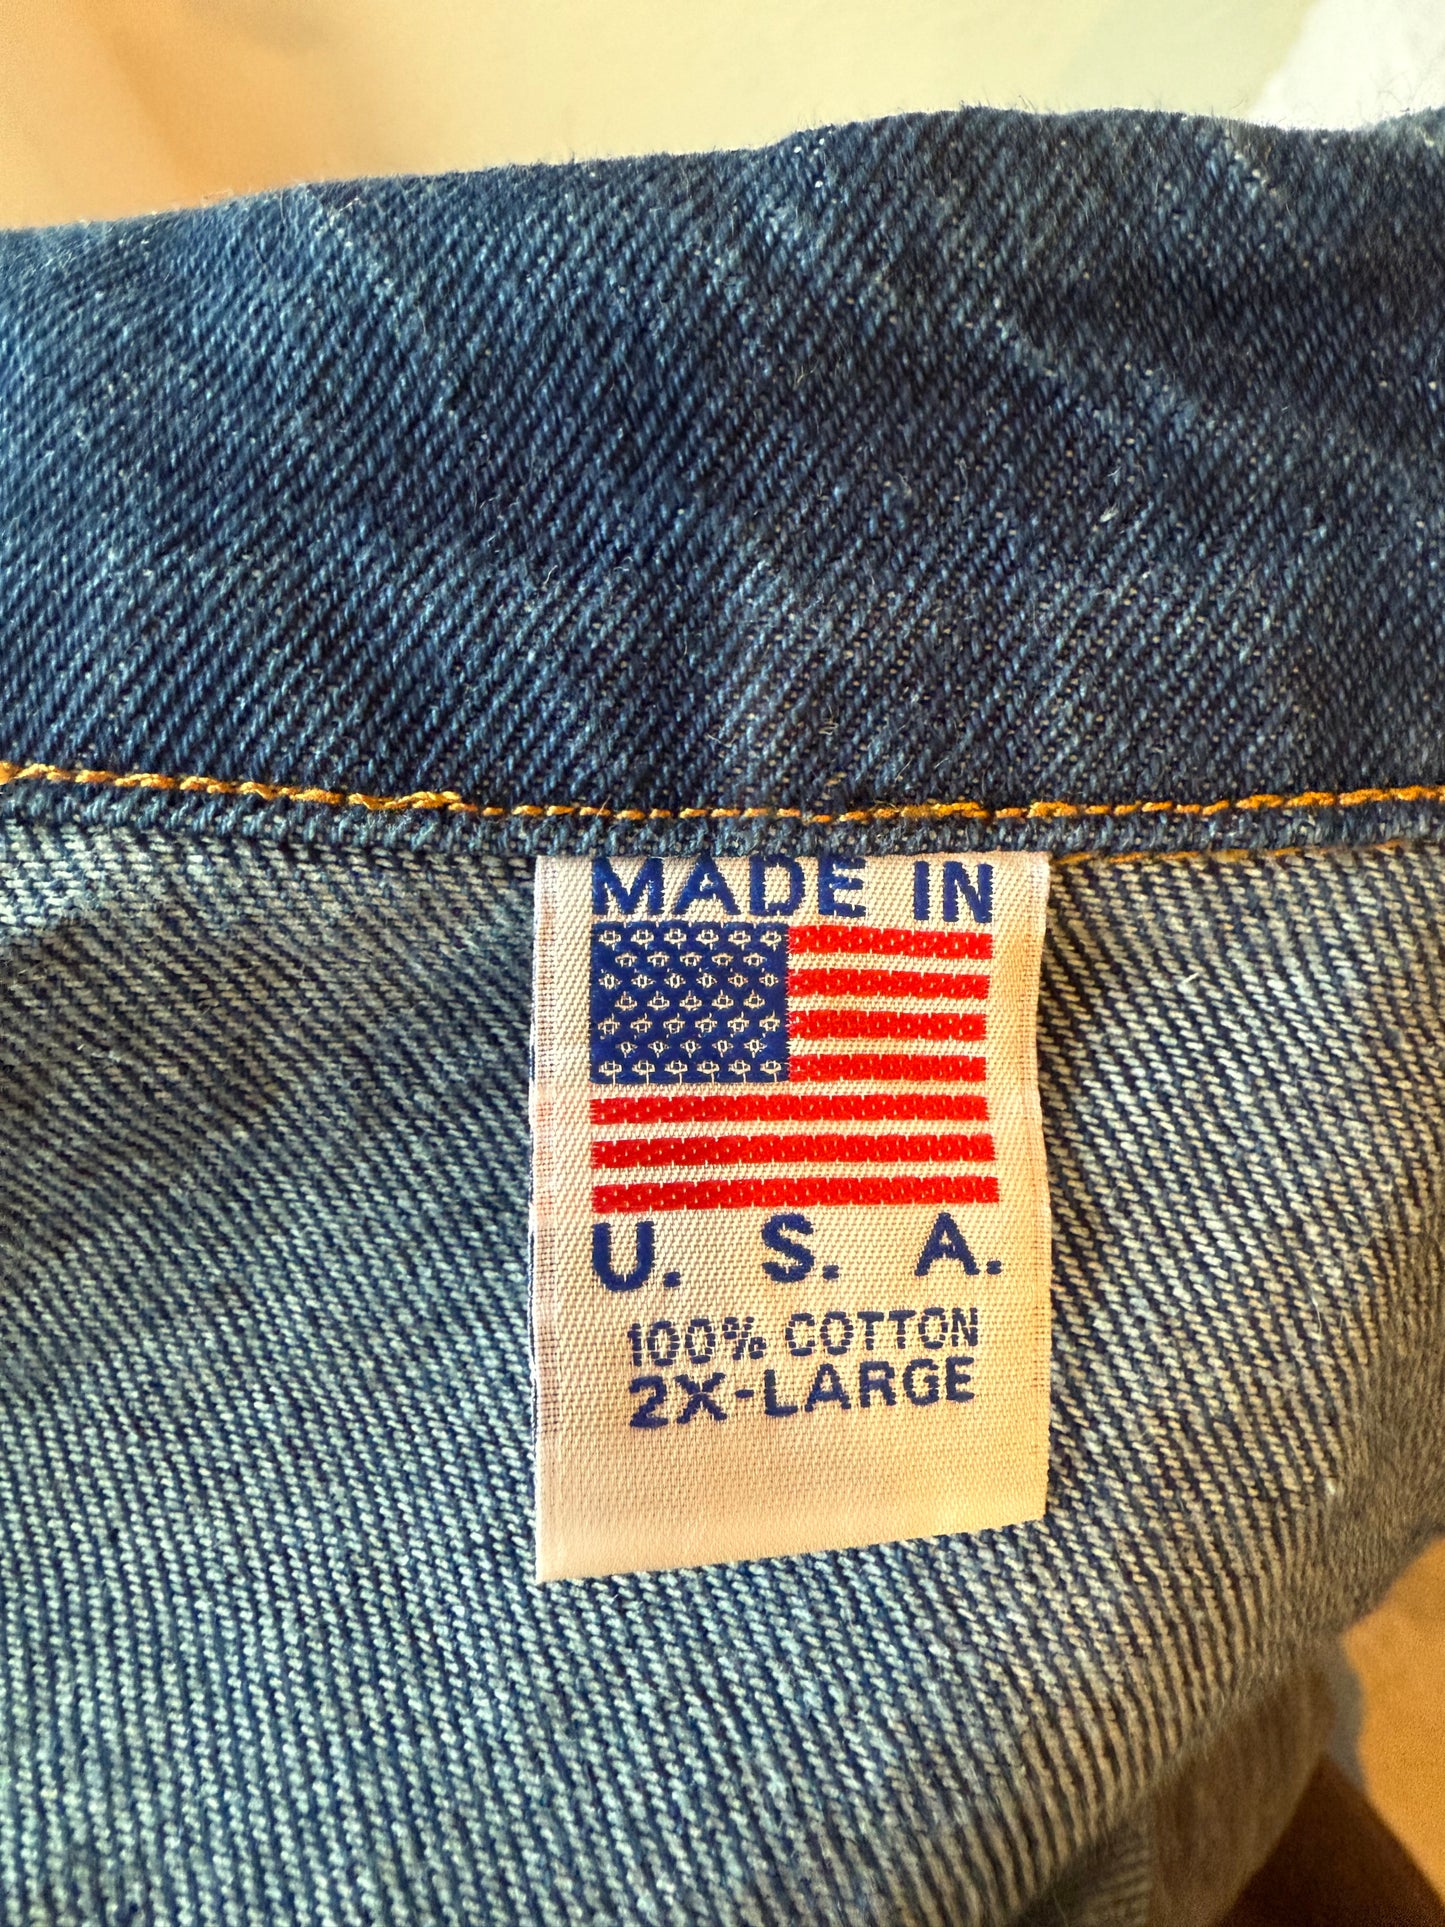 MADE IN
U. S. A.
100% COTTON
2X-LARGE